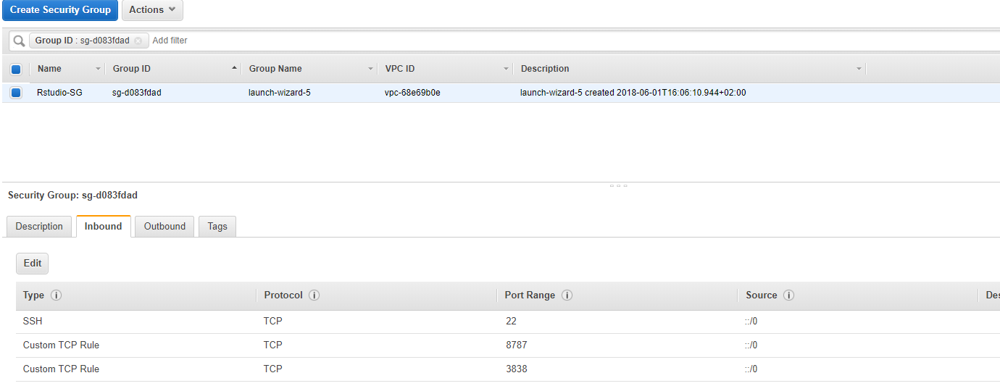 Create Security Group Actions
Group ID : sg-d083fdad Add filter
Name Group ID Group Name VPC ID Description
Rstudio-SG sg-d083fdad launch-wizard-5 vpc-68e69b0e launch-wizard-5 created 2018-06-01T16:06:10.944+02:00
Security Group: sg-d083fdad
Description Inbound Outbound Tags
Edit
Type Protocol Port Range Source Des
SSH TCP 22 ::/0
Custom TCP Rule TCP 8787 ::/0
Custom TCP Rule TCP 3838 ::/0